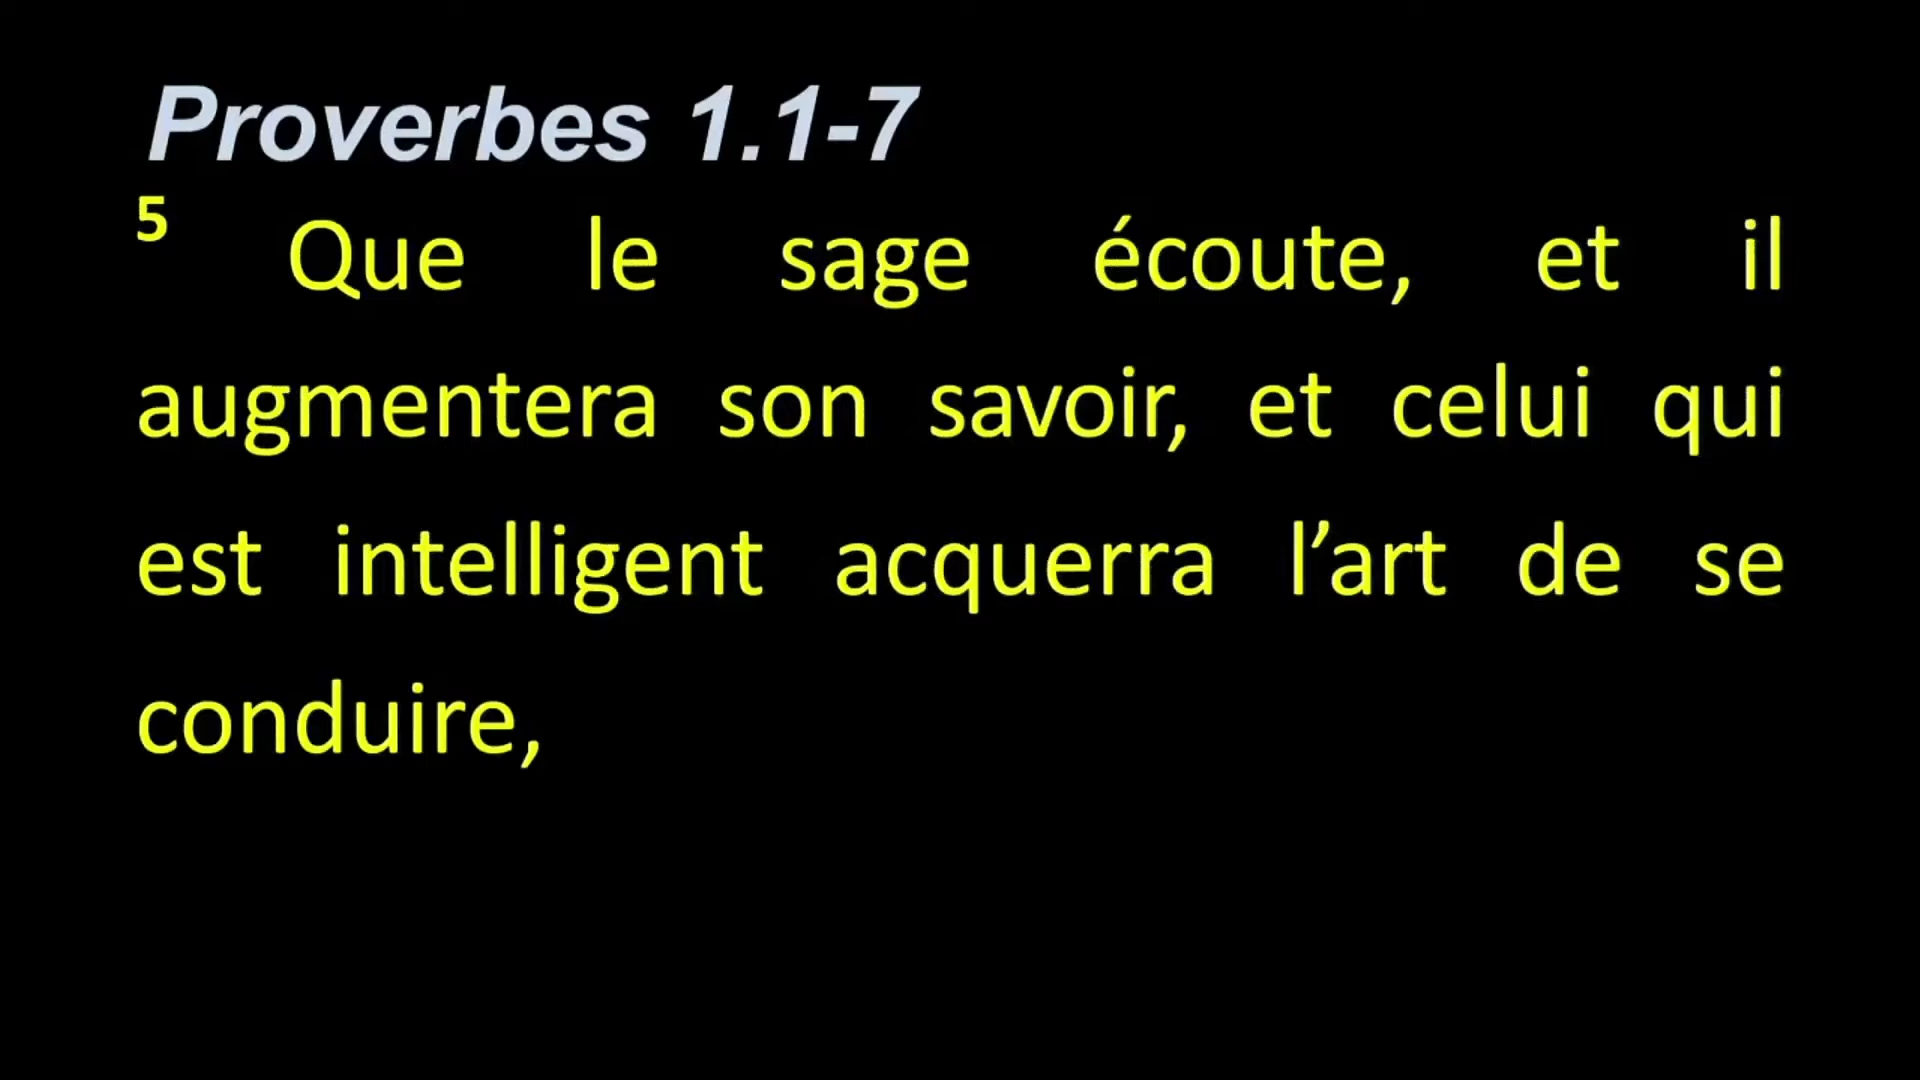 Proverbes 1.1-7
5 Que le sage écoute, et il
augmentera son savoir, et celui qui
est intelligent acquerra l’art de se
conduire,